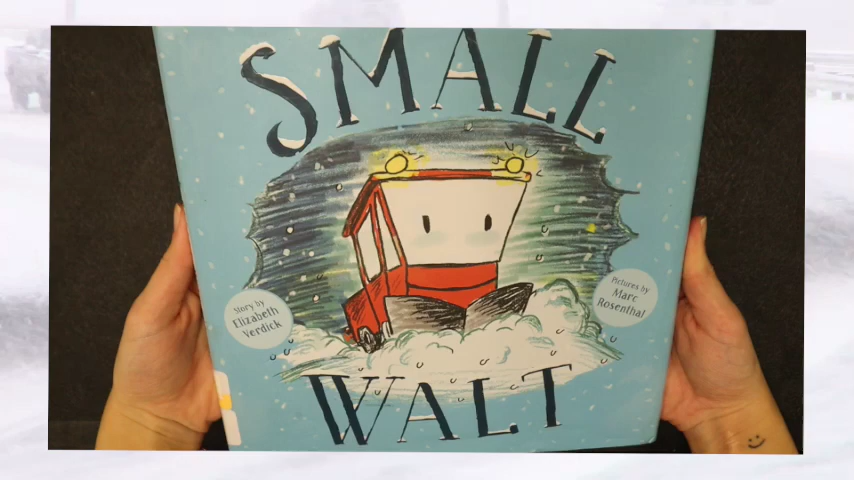 SMALL
Story by
Elizabeth
Verdick
Pictures by
Marc
Rosenthal
WALT